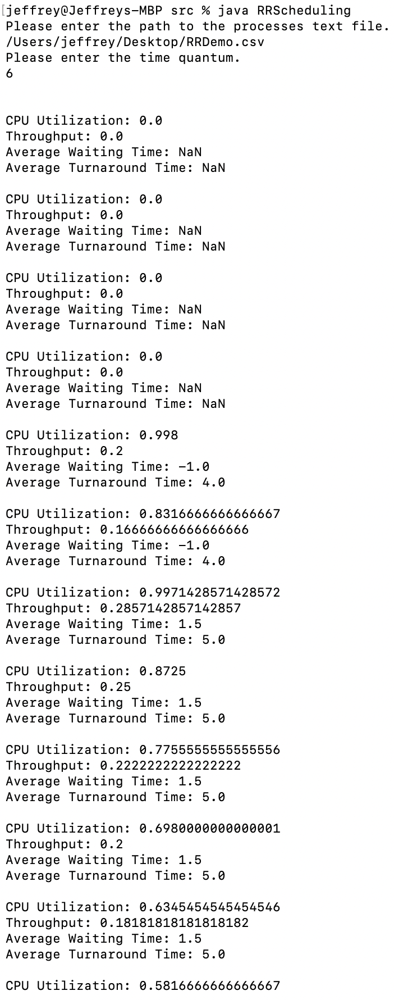 [jeffrey@Jeffreys-MBP src % java RRScheduling
Please enter the path to the processes text file.
/Users/jeffrey/Desktop/RRDemo.csv
Please enter the time quantum.
6
CPU Utilization: 0.0
Throughput: 0.0
Average Waiting Time: NaN
Average Turnaround Time: NaN
CPU Utilization: 0.0
Throughput: 0.0
Average Waiting Time: NaN
Average Turnaround Time: NaN
CPU Utilization: 0.0
Throughput: 0.0
Average Waiting Time: NaN
Average Turnaround Time: NaN
CPU Utilization: 0.0
Throughput: 0.0
Average Waiting Time: NaN
Average Turnaround Time: NaN
CPU Utilization: 0.998
Throughput: 0.2
Average Waiting Time: -1.0
Average Turnaround Time: 4.0
CPU Utilization: 0.8316666666666667
Throughput: 0.16666666666666666
Average Waiting Time: -1.0
Average Turnaround Time: 4.0
CPU Utilization: 0.9971428571428572
Throughput: 0.2857142857142857
Average Waiting Time: 1.5
Average Turnaround Time: 5.0
CPU Utilization: 0.8725
Throughput: 0.25
Average Waiting Time: 1.5
Average Turnaround Time: 5.0
CPU Utilization: 0.7755555555555556
Throughput: 0.2222222222222222
Average Waiting Time: 1.5
Average Turnaround Time: 5.0
CPU Utilization: 0.6980000000000001
Throughput: 0.2
Average Waiting Time: 1.5
Average Turnaround Time: 5.0
CPU Utilization: 0.6345454545454546
Throughput: 0.18181818181818182
Average Waiting Time: 1.5
Average Turnaround Time: 5.0
CPU Utilization: 0.5816666666666667